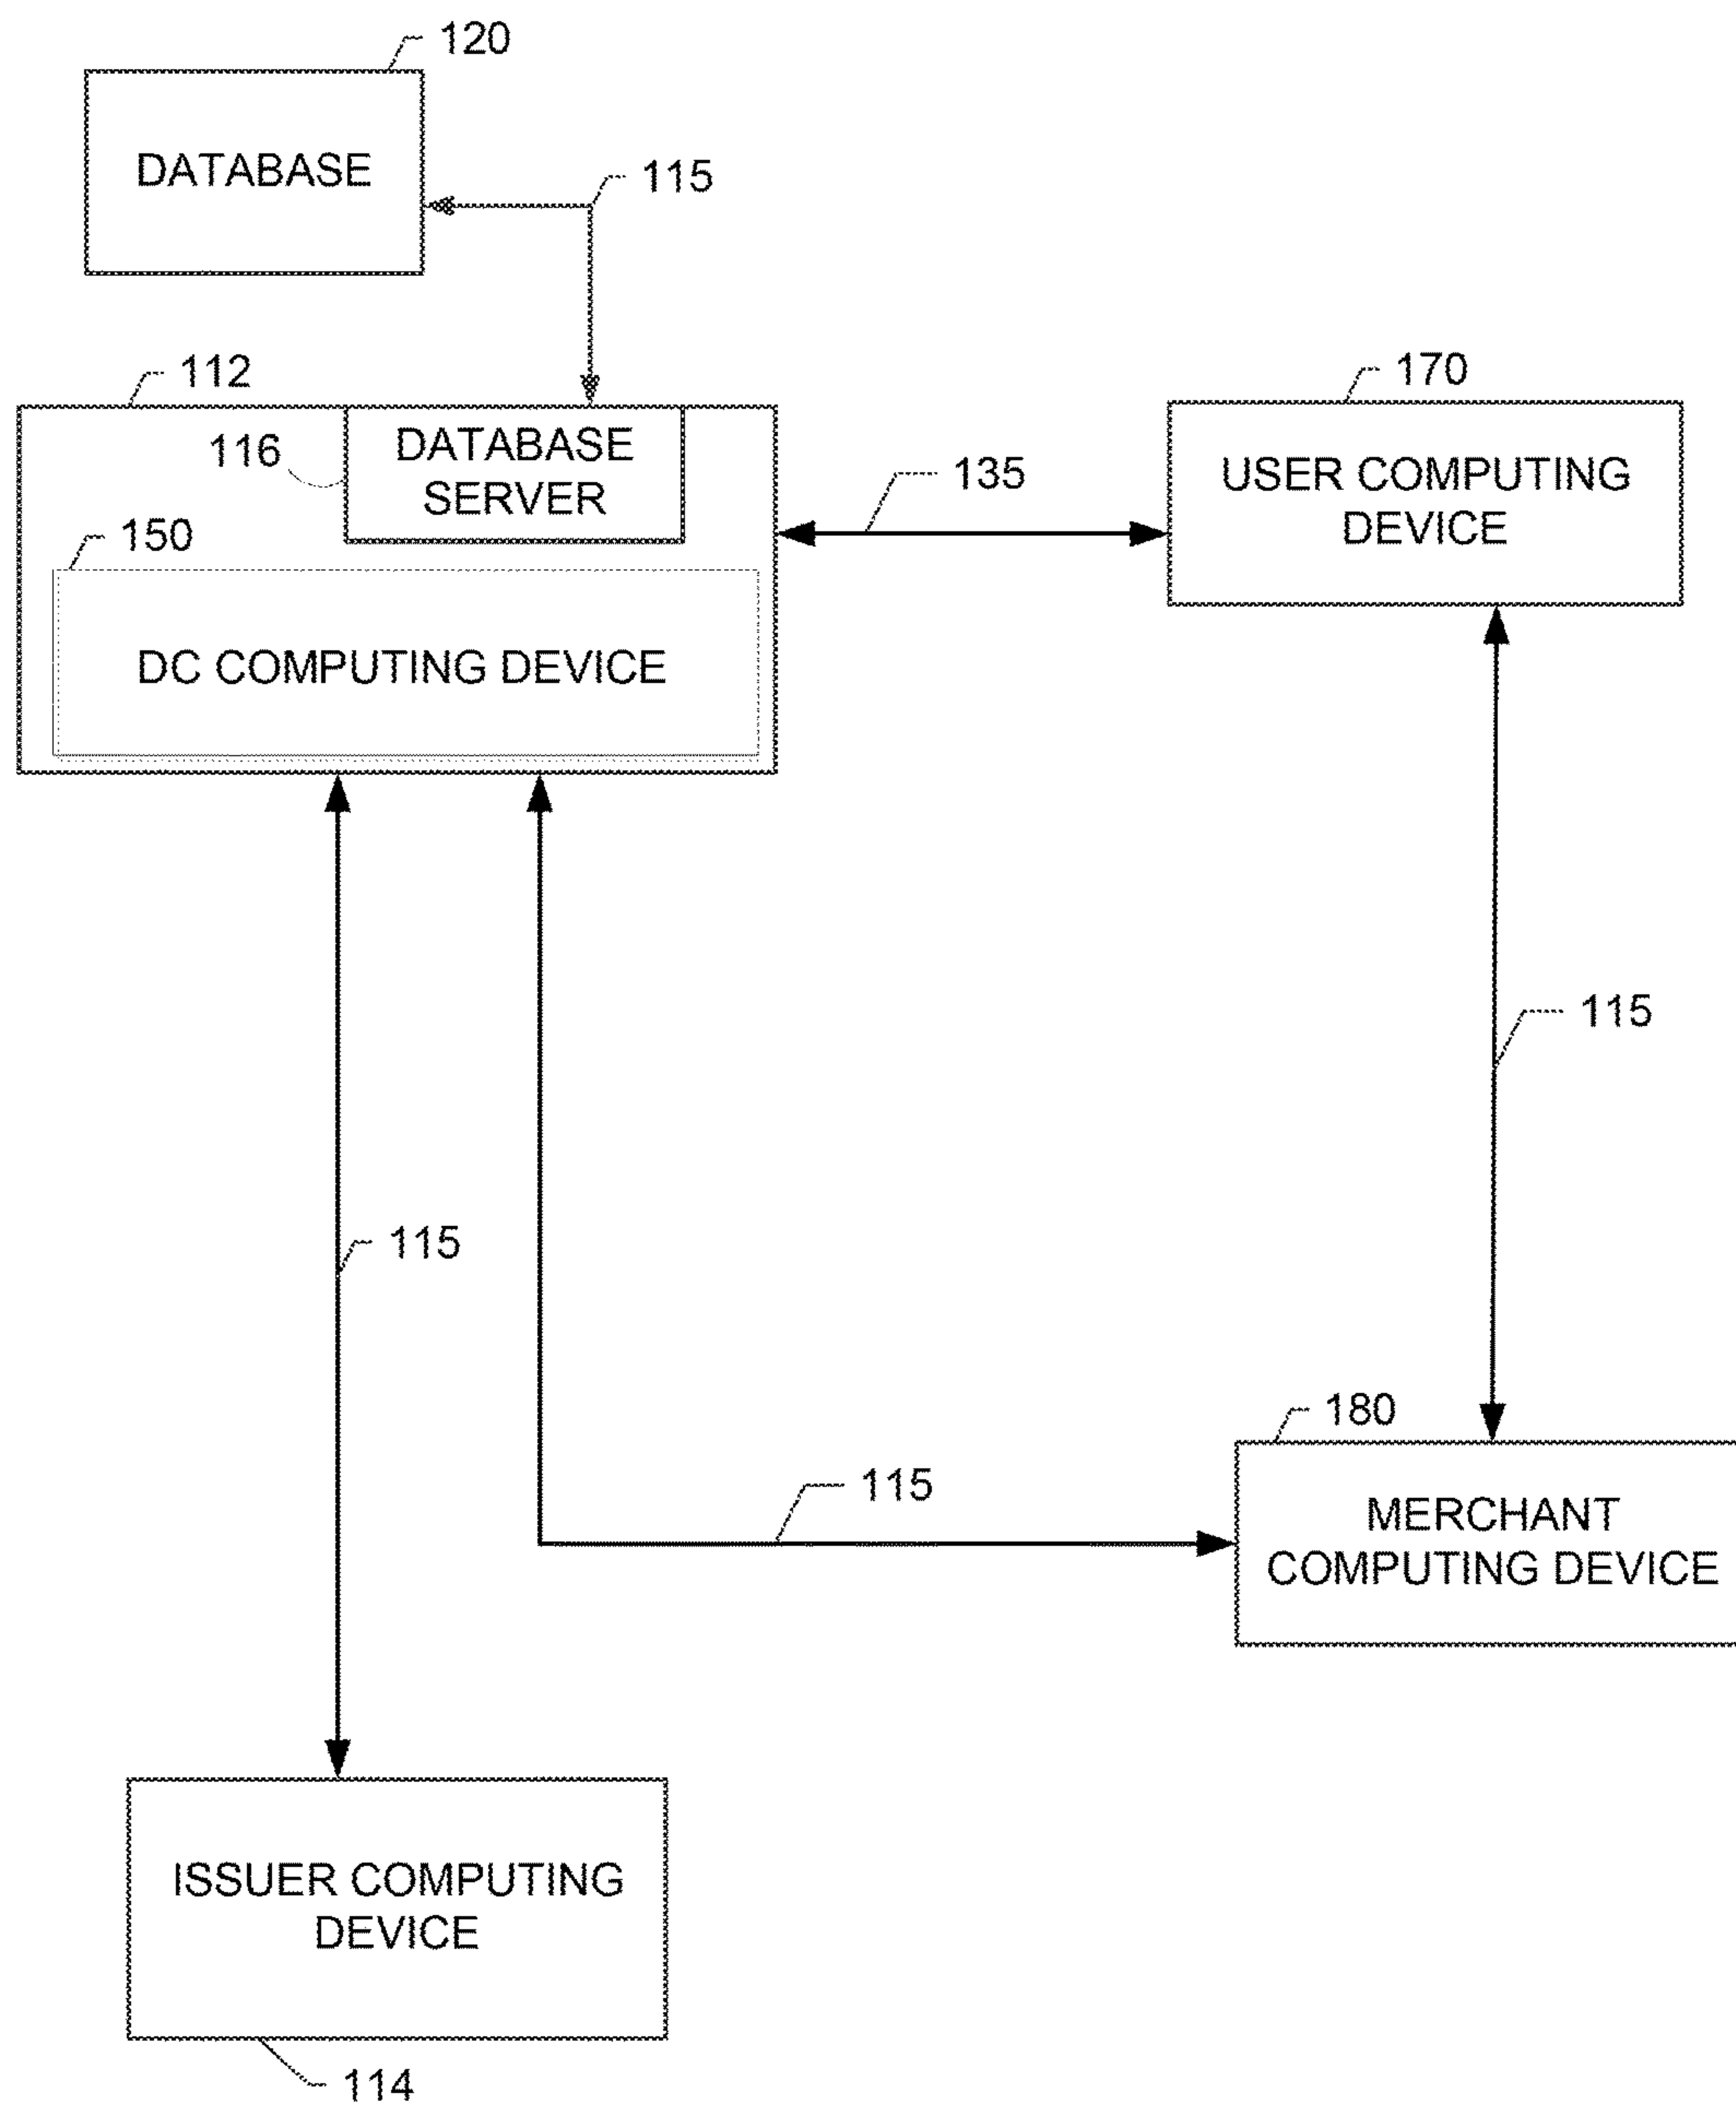 120
DATABASE
115
112
170
116
DATABASE
SERVER
135
USER COMPUTING
DEVICE
150
DC COMPUTING DEVICE
115
115
180
115
MERCHANT
COMPUTING DEVICE
ISSUER COMPUTING
DEVICE
114